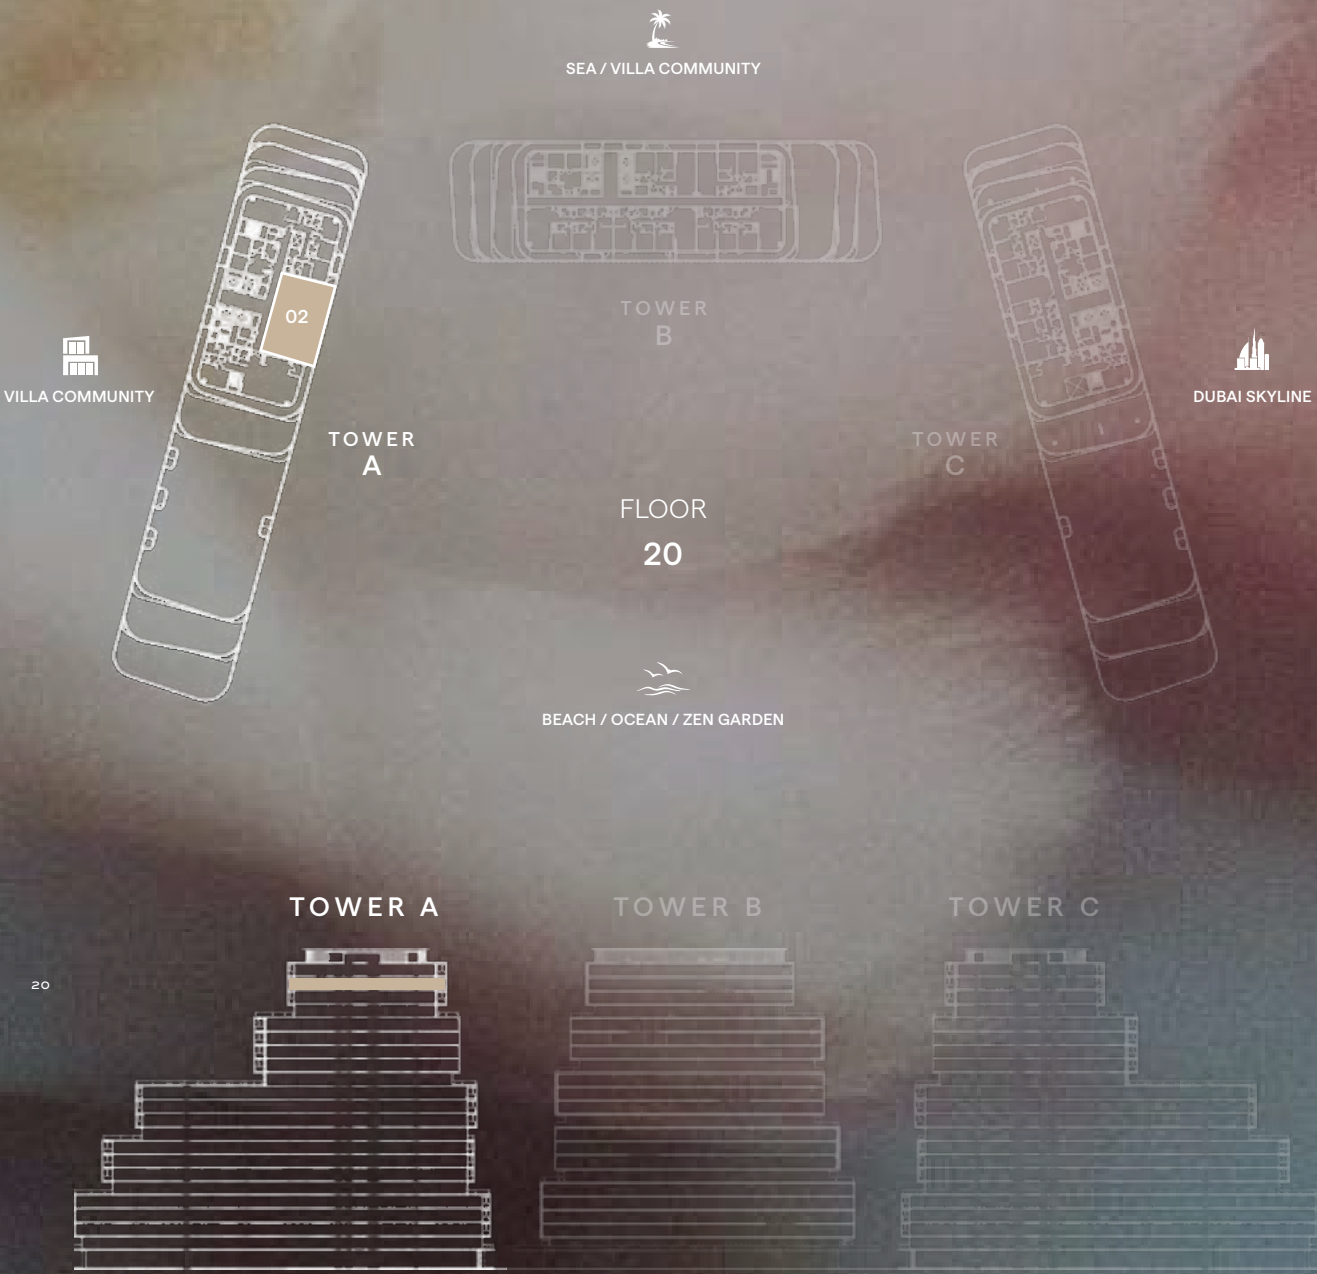 SEA / VILLA COMMUNITY
02
TOWER
B
VILLA COMMUNITY
DUBAI SKYLINE
TOWER
A
TOWER
C
FLOOR
20
BEACH / OCEAN / ZEN GARDEN
TOWER A
TOWER B
TOWER C
20